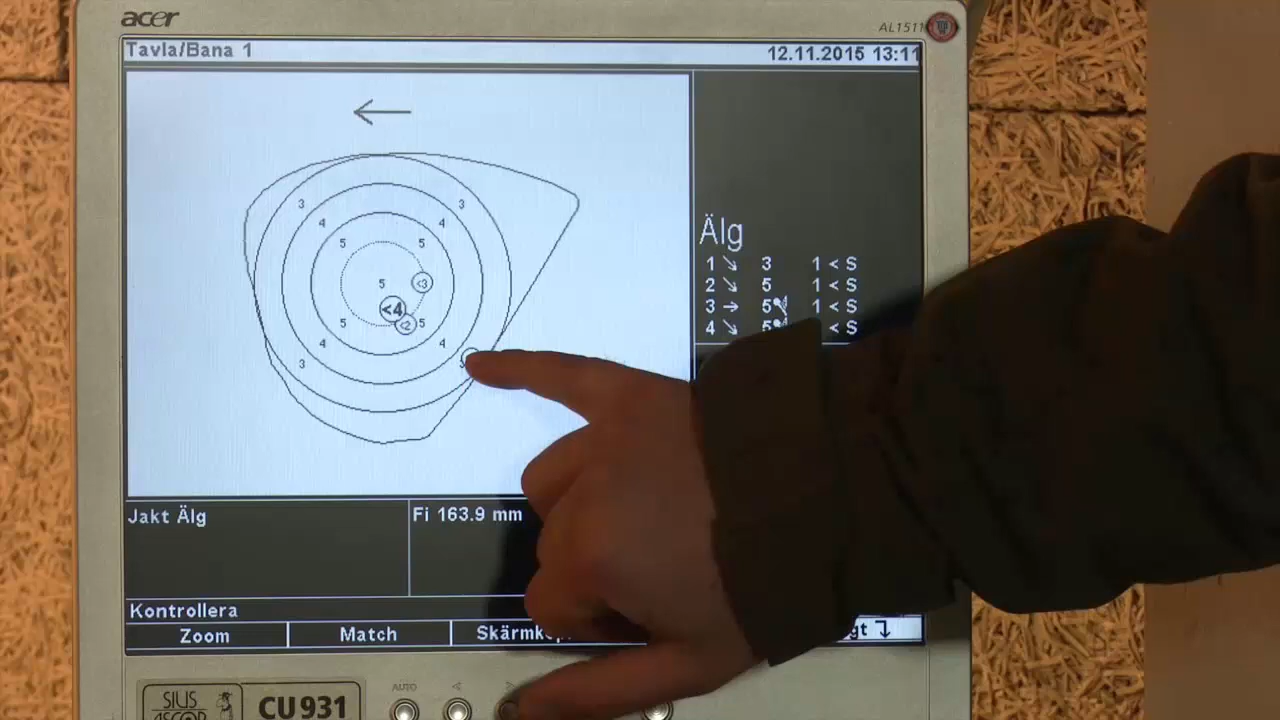 acer
AL1511
Tavla/Bana 1
12.11.2015 13:11
3 3
4 4
5 5
5 <3
<4
<2
5 5
4 4
3
Älg
1 ↘ 3 1 < S
2 ↘ 5 1 < S
3 → 5 1 < S
4 ↘ 5 < S
Jakt Älg
Fi 163.9 mm
Kontrollera
Zoom
Match
SIUS
ASCOR
CU931
AUTO
<
>